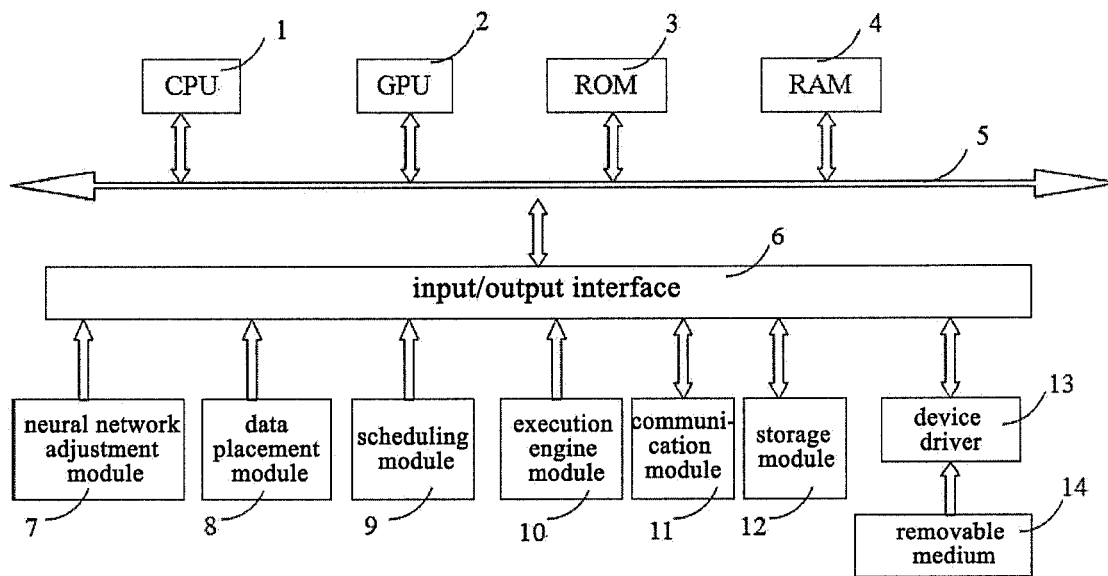 1
2
3
4
CPU
GPU
ROM
RAM
5
6
input/output interface
neural network
adjustment module
data
placement module
scheduling
module
execution
engine
module
communi-
cation
module
storage
module
device
driver
13
7
8
9
10
11
12
14
removable
medium